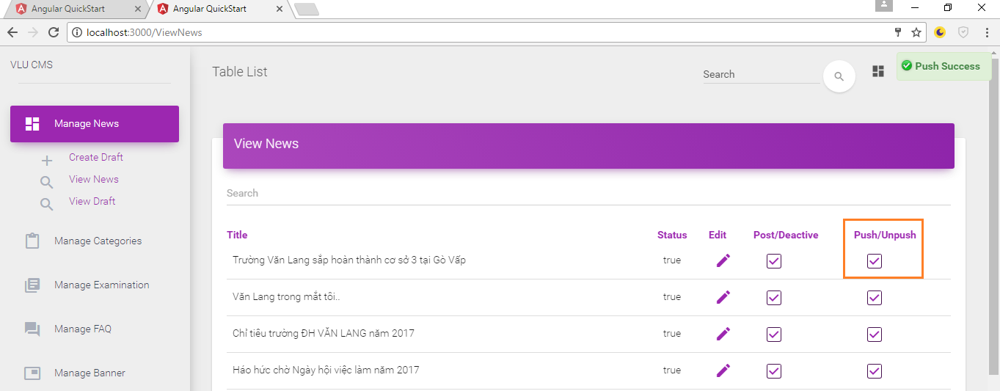 Angular QuickStart
Angular QuickStart
localhost:3000/ViewNews
VLU CMS
Table List
Search
Push Success
Manage News
Create Draft
View News
View Draft
Manage Categories
Manage Examination
Manage FAQ
Manage Banner
View News
Search
Title Status Edit Post/Deactive Push/Unpush
Trường Văn Lang sắp hoàn thành cơ sở 3 tại Gò Vấp true
Văn Lang trong mắt tôi.. true
Chỉ tiêu trường ĐH VĂN LANG năm 2017 true
Háo hức chờ Ngày hội việc làm năm 2017 true